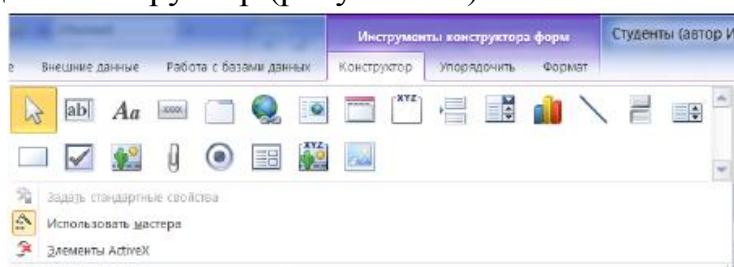 Инструменты конструктора форм
Студенты (автор И
е Внешние данные Работа с базами данных Конструктор Упорядочить Формат
ab Aa XXXX XYZ
XYZ
Задать стандартные свойства
Использовать мастера
Элементы ActiveX